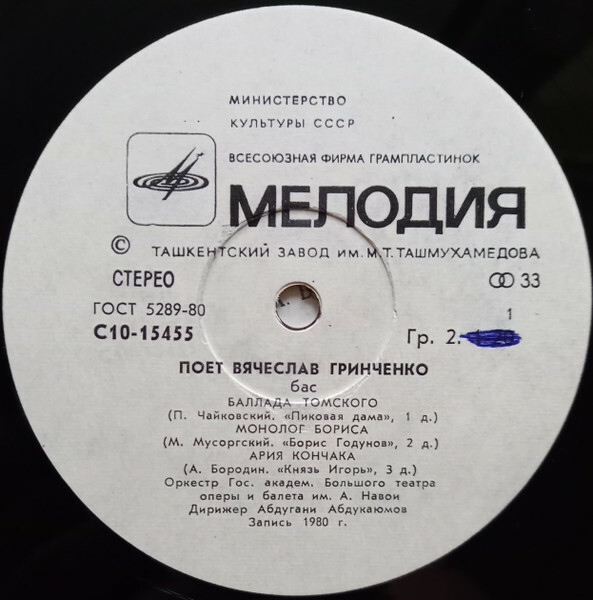 МИНИСТЕРСТВО
КУЛЬТУРЫ СССР
ВСЕСОЮЗНАЯ ФИРМА ГРАМПЛАСТИНОК
МЕЛОДИЯ
© ТАШКЕНТСКИЙ ЗАВОД ИМ. М.Т. ТАШМУХАМЕДОВА
СТЕРЕО 33
ГОСТ 5289-80 1
С10-15455 Гр. 2.
ПОЕТ ВЯЧЕСЛАВ ГРИНЧЕНКО
бас
БАЛЛАДА ТОМСКОГО
(П. Чайковский. «Пиковая дама», 1 д.)
МОНОЛОГ БОРИСА
(М. Мусоргский. «Борис Годунов», 2 д.)
АРИЯ КОНЧАКА
(А. Бородин. «Князь Игорь», 3 д.)
Оркестр Гос. академ. Большого театра
оперы и балета им. А. Навои
Дирижер Абдугани Абдукаюмов
Запись 1980 г.